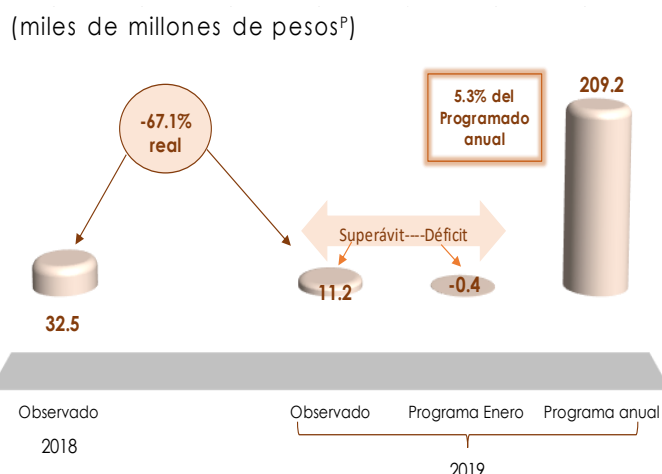 (miles de millones de pesosᴾ)
-67.1%
real
5.3% del
Programado
anual
209.2
Superávit----Déficit
32.5
11.2
-0.4
Observado
Observado
Programa Enero
Programa anual
2018
2019